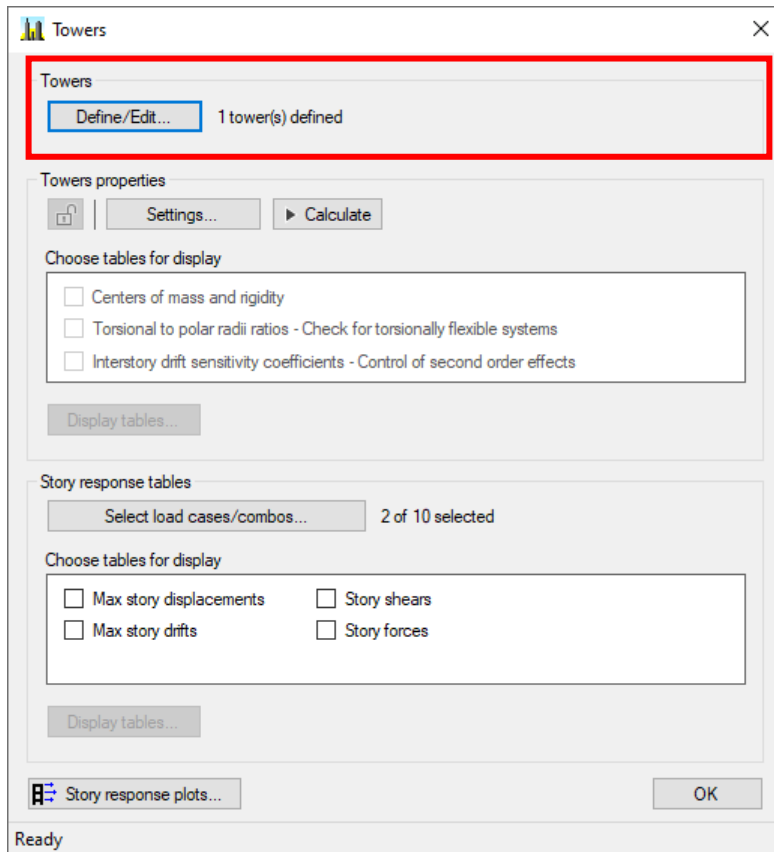 Towers
Towers
Define/Edit... 1 tower(s) defined
Towers properties
Settings... Calculate
Choose tables for display
Centers of mass and rigidity
Torsional to polar radii ratios - Check for torsionally flexible systems
Interstory drift sensitivity coefficients - Control of second order effects
Display tables...
Story response tables
Select load cases/combos... 2 of 10 selected
Choose tables for display
Max story displacements Story shears
Max story drifts Story forces
Display tables...
Story response plots... OK
Ready